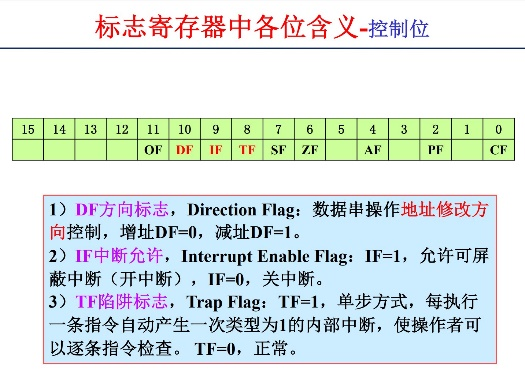 标志寄存器中各位含义-控制位
15 14 13 12 11 10 9 8 7 6 5 4 3 2 1 0
OF DF IF TF SF ZF AF PF CF
1）DF方向标志，Direction Flag：数据串操作地址修改方
向控制，增址DF=0，减址DF=1。
2）IF中断允许，Interrupt Enable Flag：IF=1，允许可屏
蔽中断（开中断），IF=0，关中断。
3）TF陷阱标志，Trap Flag：TF=1，单步方式，每执行
一条指令自动产生一次类型为1的内部中断，使操作者可
以逐条指令检查。 TF=0，正常。